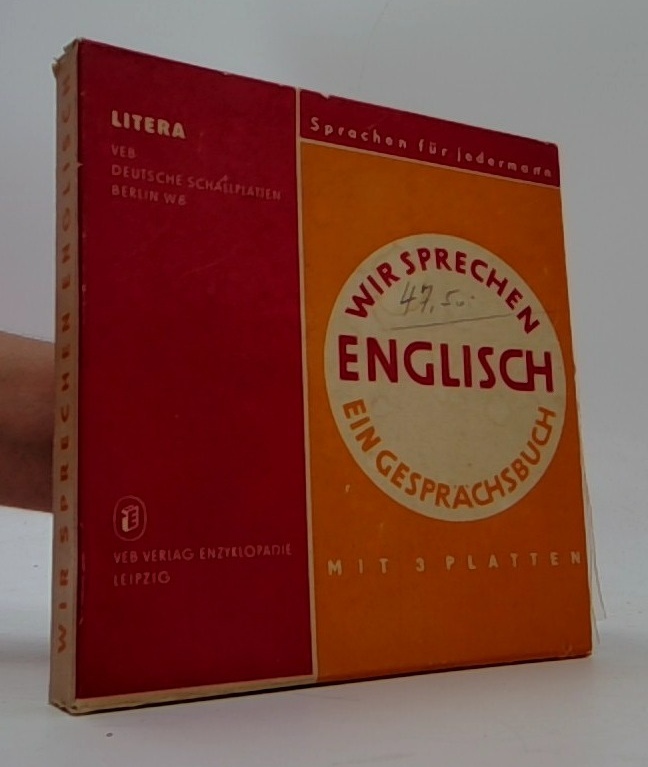 WIR SPRECHEN ENGLISCH
LITERA
VEB
DEUTSCHE SCHALLPLATTEN
BERLIN W8
VEB VERLAG ENZYKLOPÄDIE
LEIPZIG
Sprachen für jedermann
WIR SPRECHEN
47,50
ENGLISCH
EIN GESPRÄCHSBUCH
MIT 3 PLATTEN